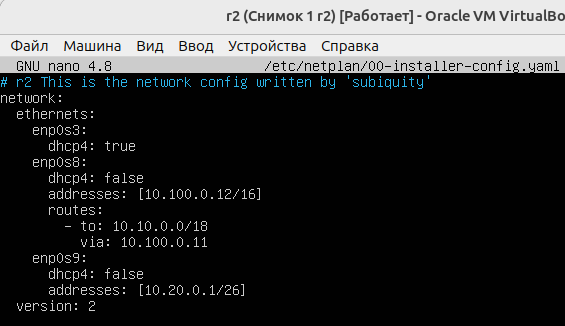 r2 (Снимок 1 r2) [Работает] - Oracle VM VirtualBo
Файл Машина Вид Ввод Устройства Справка
GNU nano 4.8 /etc/netplan/00-installer-config.yaml
# r2 This is the network config written by 'subiquity'
network:
  ethernets:
    enp0s3:
      dhcp4: true
    enp0s8:
      dhcp4: false
      addresses: [10.100.0.12/16]
      routes:
        - to: 10.10.0.0/18
          via: 10.100.0.11
    enp0s9:
      dhcp4: false
      addresses: [10.20.0.1/26]
  version: 2